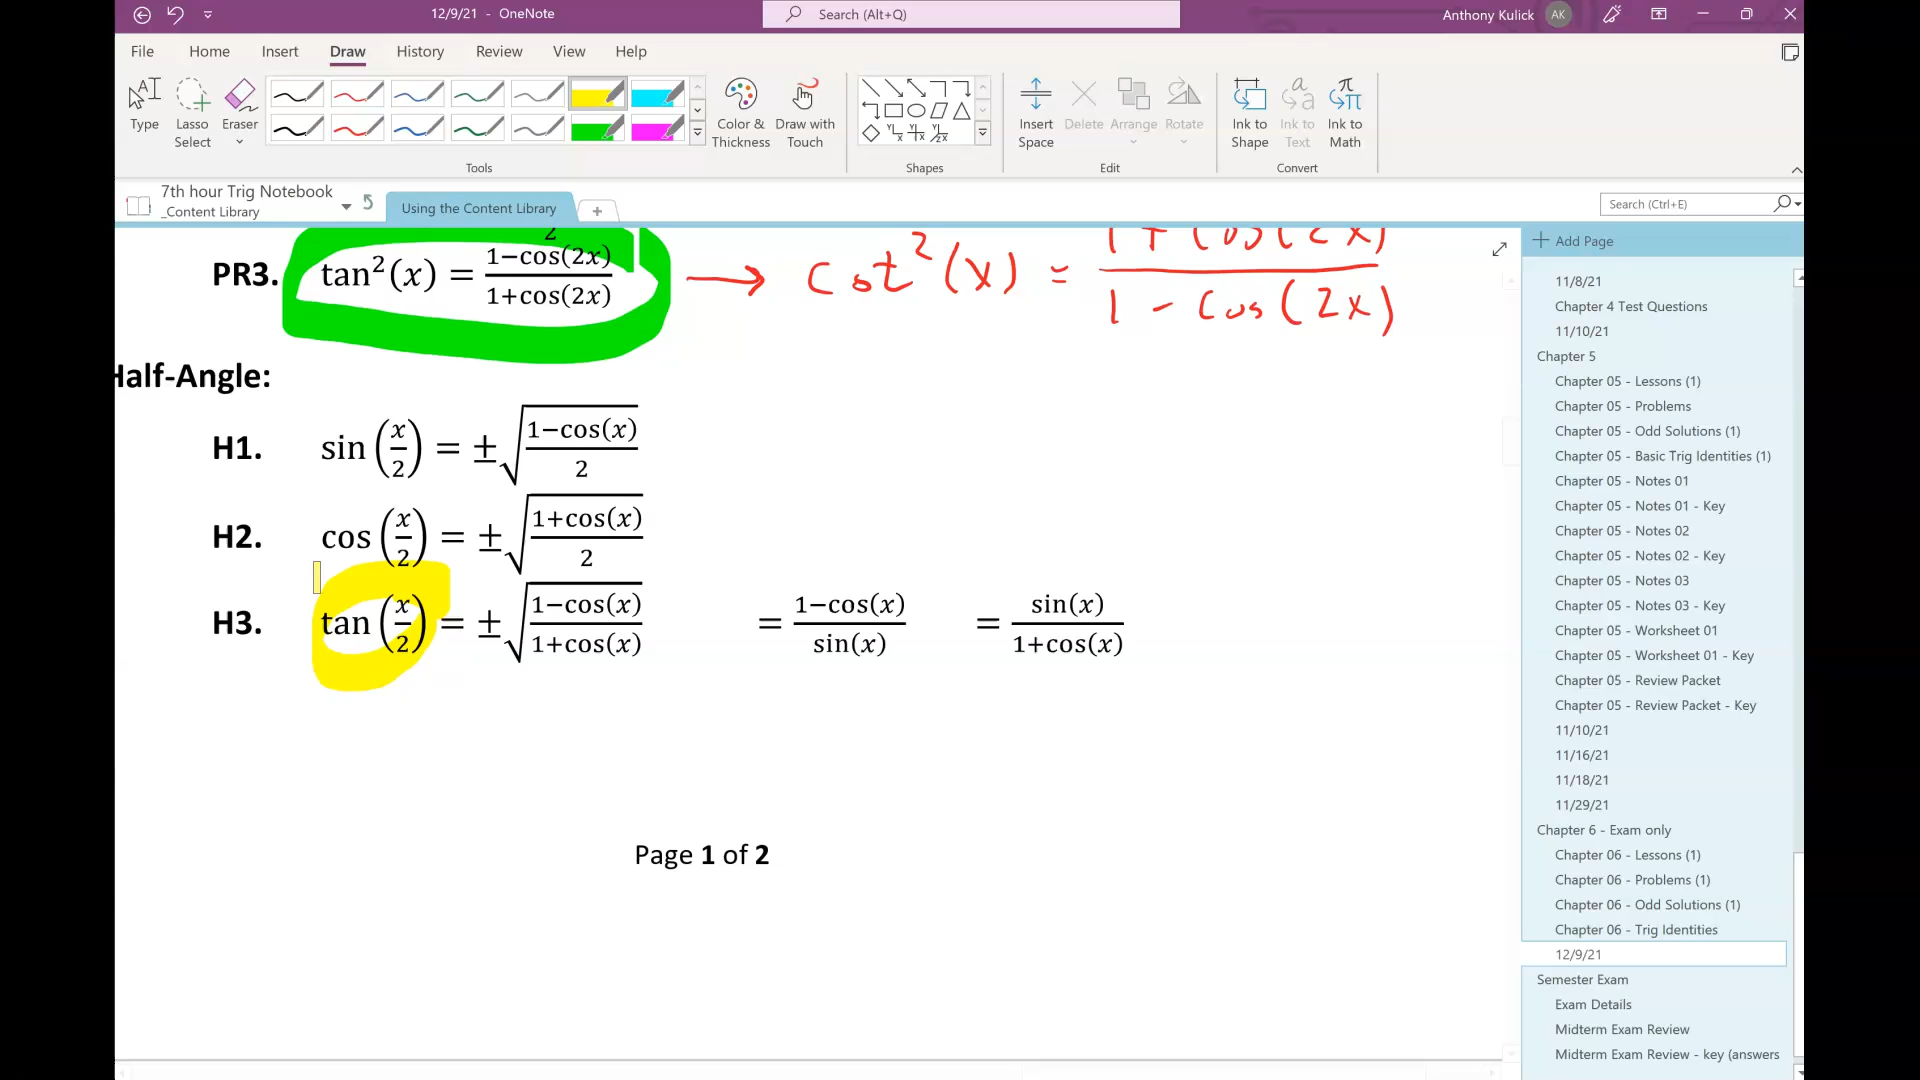 12/9/21 - OneNote
Search (Alt+Q)
Anthony Kulick AK
File Home Insert Draw History Review View Help
Type Lasso Select Eraser
Color & Thickness Draw with Touch
Insert Space Delete Arrange Rotate
Ink to Shape Ink to Text Ink to Math
Tools Shapes Edit Convert
7th hour Trig Notebook
_Content Library
Using the Content Library
Search (Ctrl+E)
2
PR3. tan²(x) = (1−cos(2x))/(1+cos(2x)) → cot²(x) = (1 + cos(2x))/(1 - cos(2x))
Half-Angle:
H1. sin(x/2) = ±√((1−cos(x))/2)
H2. cos(x/2) = ±√((1+cos(x))/2)
H3. tan(x/2) = ±√((1−cos(x))/(1+cos(x))) = (1−cos(x))/sin(x) = sin(x)/(1+cos(x))
Page 1 of 2
Add Page
11/8/21
Chapter 4 Test Questions
11/10/21
Chapter 5
Chapter 05 - Lessons (1)
Chapter 05 - Problems
Chapter 05 - Odd Solutions (1)
Chapter 05 - Basic Trig Identities (1)
Chapter 05 - Notes 01
Chapter 05 - Notes 01 - Key
Chapter 05 - Notes 02
Chapter 05 - Notes 02 - Key
Chapter 05 - Notes 03
Chapter 05 - Notes 03 - Key
Chapter 05 - Worksheet 01
Chapter 05 - Worksheet 01 - Key
Chapter 05 - Review Packet
Chapter 05 - Review Packet - Key
11/10/21
11/16/21
11/18/21
11/29/21
Chapter 6 - Exam only
Chapter 06 - Lessons (1)
Chapter 06 - Problems (1)
Chapter 06 - Odd Solutions (1)
Chapter 06 - Trig Identities
12/9/21
Semester Exam
Exam Details
Midterm Exam Review
Midterm Exam Review - key (answers